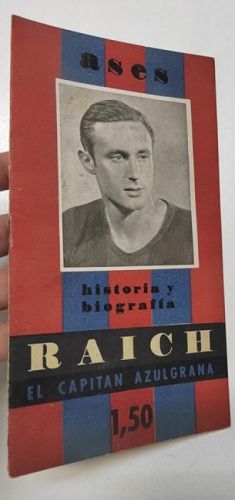 ases
historia y
biografía
RAICH
EL CAPITAN AZULGRANA
1,50